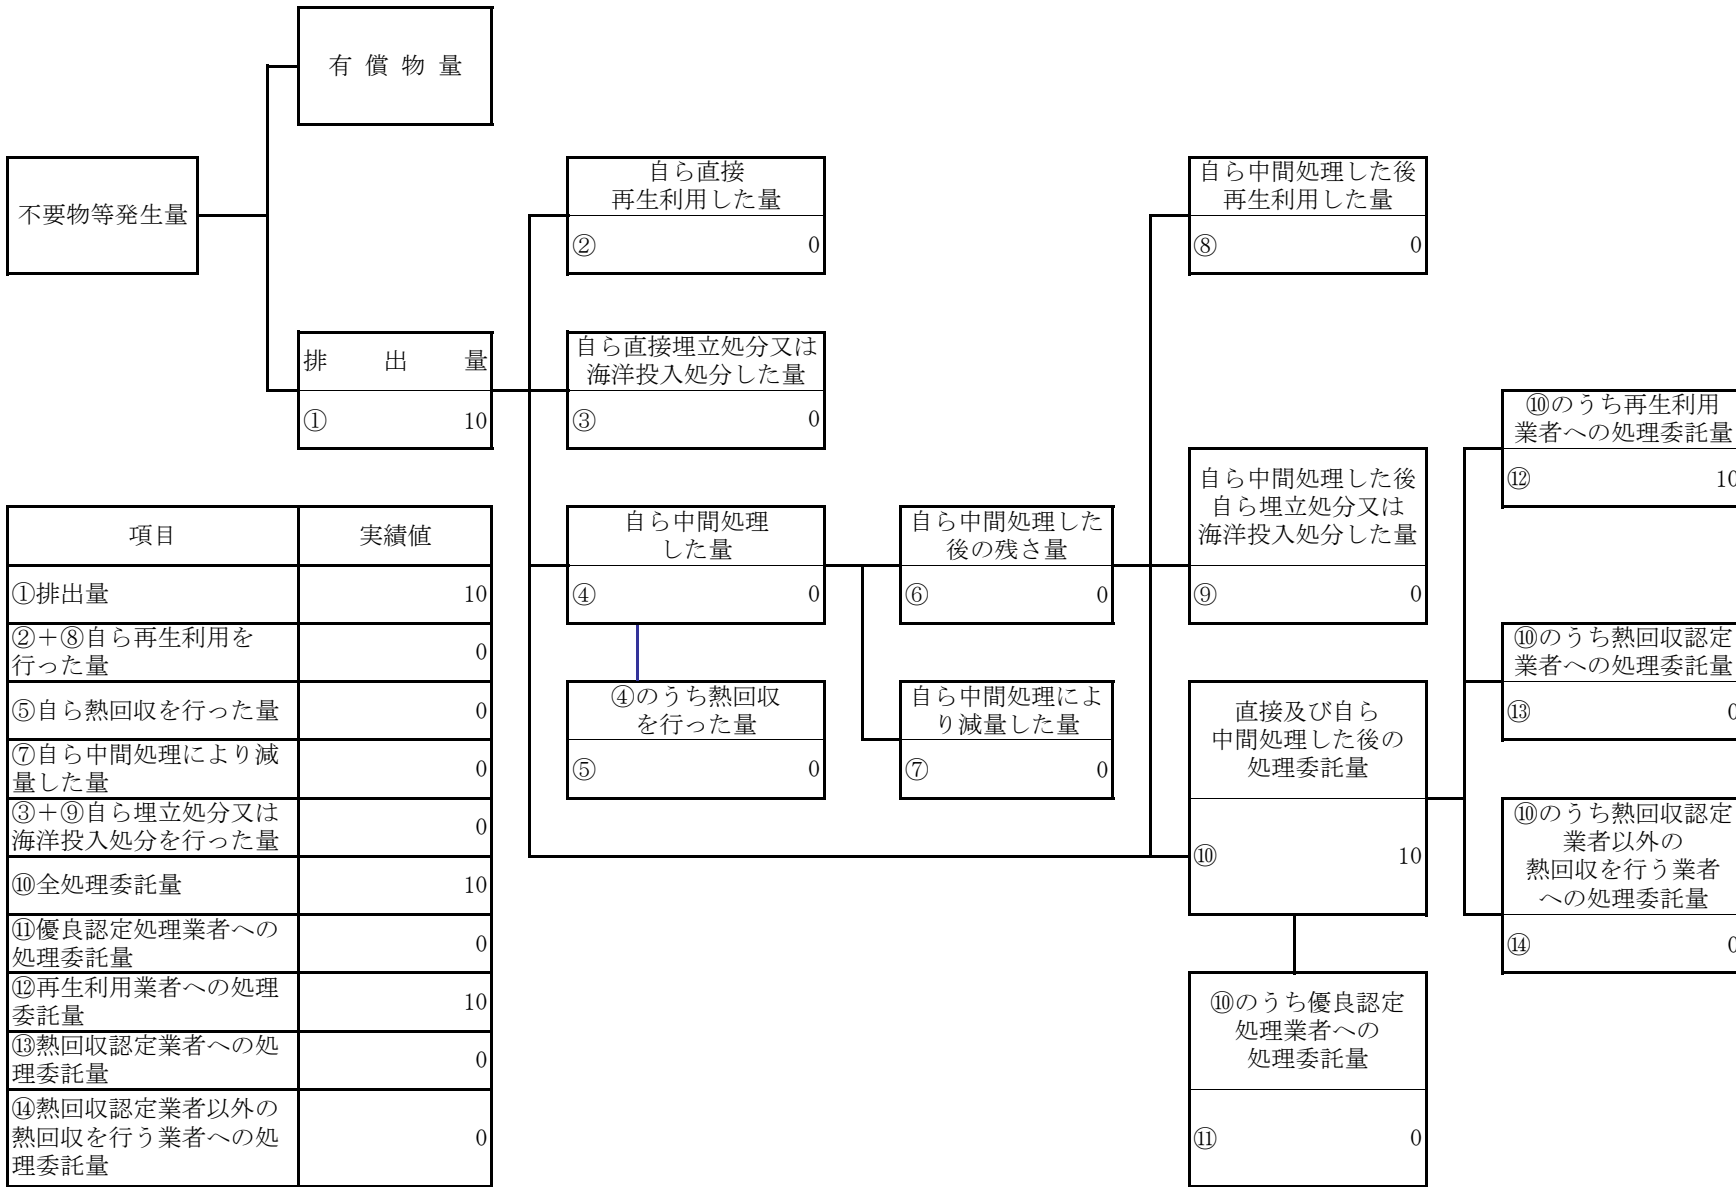 有償物量
不要物等発生量
自ら直接
再生利用した量
② 0
自ら中間処理した後
再生利用した量
⑧ 0
排出量
① 10
自ら直接埋立処分又は
海洋投入処分した量
③ 0
⑩のうち再生利用
業者への処理委託量
⑫ 10
自ら中間処理した後
自ら埋立処分又は
海洋投入処分した量
⑨ 0
自ら中間処理
した量
④ 0
自ら中間処理した
後の残さ量
⑥ 0
⑩のうち熱回収認定
業者への処理委託量
⑬ 0
④のうち熱回収
を行った量
⑤ 0
自ら中間処理によ
り減量した量
⑦ 0
直接及び自ら
中間処理した後の
処理委託量
⑩ 10
⑩のうち熱回収認定
業者以外の
熱回収を行う業者
への処理委託量
⑭ 0
⑩のうち優良認定
処理業者への
処理委託量
⑪ 0
項目 実績値
①排出量 10
②＋⑧自ら再生利用を
行った量 0
⑤自ら熱回収を行った量 0
⑦自ら中間処理により減
量した量 0
③＋⑨自ら埋立処分又は
海洋投入処分を行った量 0
⑩全処理委託量 10
⑪優良認定処理業者への
処理委託量 0
⑫再生利用業者への処理
委託量 10
⑬熱回収認定業者への処
理委託量 0
⑭熱回収認定業者以外の
熱回収を行う業者への処
理委託量 0